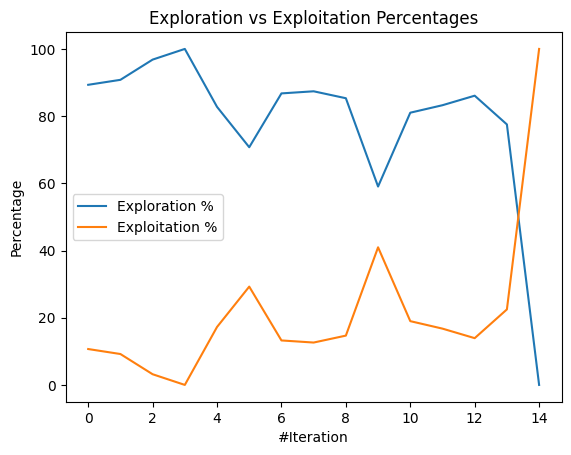 Exploration vs Exploitation Percentages
100
80
60
40
20
0
Percentage
Exploration %
Exploitation %
0 2 4 6 8 10 12 14
#Iteration